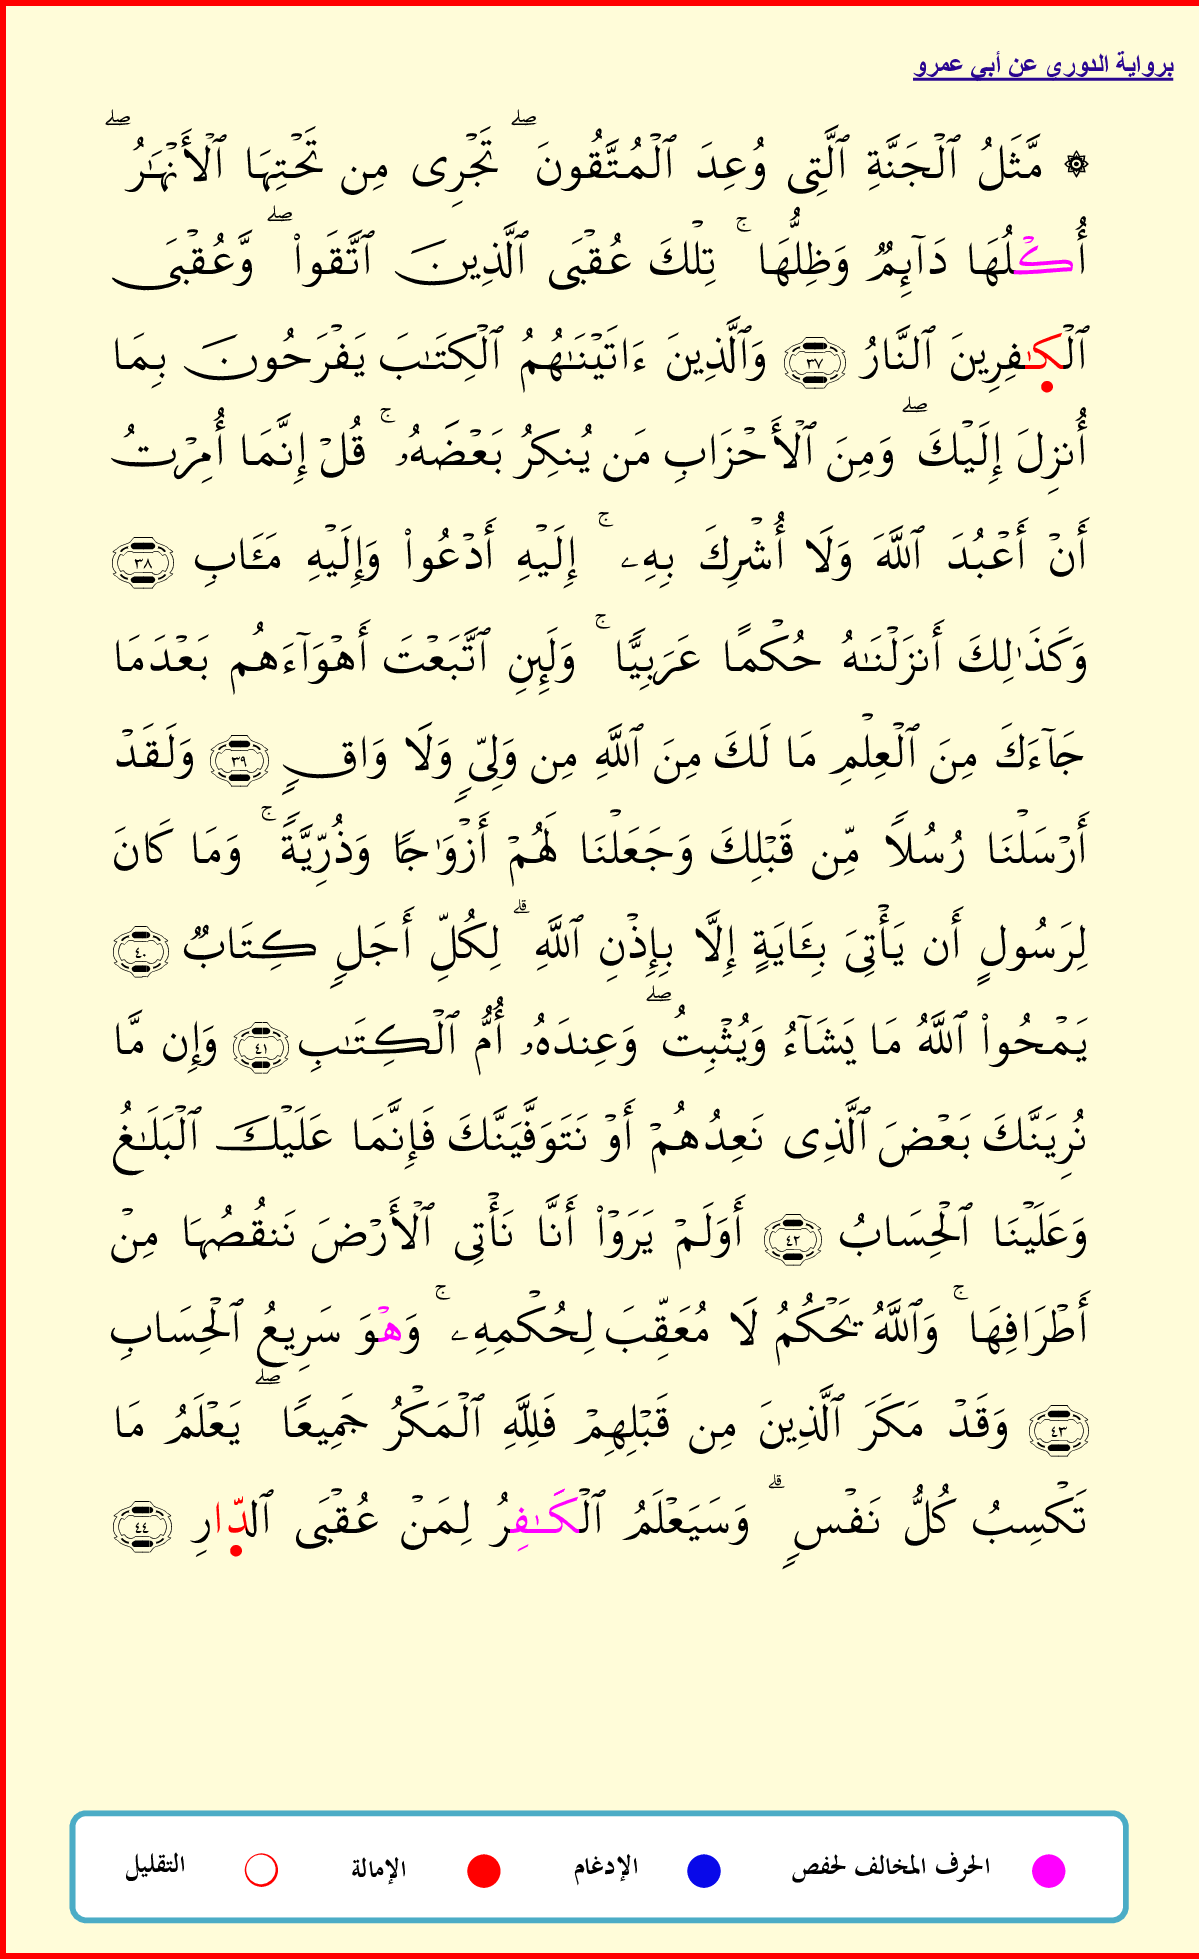 برواية الدوري عن أبي عمرو
۞ مَّثَلُ ٱلْجَنَّةِ ٱلَّتِى وُعِدَ ٱلْمُتَّقُونَ ۖ تَجْرِى مِن تَحْتِهَا ٱلْأَنْهَٰرُ ۖ
أُكْلُهَا دَآئِمٌ وَظِلُّهَا ۚ تِلْكَ عُقْبَى ٱلَّذِينَ ٱتَّقَوا۟ ۖ وَّعُقْبَى
ٱلْكَٰفِرِينَ ٱلنَّارُ ٣٧ وَٱلَّذِينَ ءَاتَيْنَٰهُمُ ٱلْكِتَٰبَ يَفْرَحُونَ بِمَا
أُنزِلَ إِلَيْكَ ۖ وَمِنَ ٱلْأَحْزَابِ مَن يُنكِرُ بَعْضَهُۥ ۚ قُلْ إِنَّمَا أُمِرْتُ
أَنْ أَعْبُدَ ٱللَّهَ وَلَا أُشْرِكَ بِهِۦ ۚ إِلَيْهِ أَدْعُوا۟ وَإِلَيْهِ مَـَٔابِ ٣٨
وَكَذَٰلِكَ أَنزَلْنَٰهُ حُكْمًا عَرَبِيًّا ۚ وَلَئِنِ ٱتَّبَعْتَ أَهْوَآءَهُم بَعْدَمَا
جَآءَكَ مِنَ ٱلْعِلْمِ مَا لَكَ مِنَ ٱللَّهِ مِن وَلِىٍّ وَلَا وَاقٍ ٣٩ وَلَقَدْ
أَرْسَلْنَا رُسُلًا مِّن قَبْلِكَ وَجَعَلْنَا لَهُمْ أَزْوَٰجًا وَذُرِّيَّةً ۚ وَمَا كَانَ
لِرَسُولٍ أَن يَأْتِىَ بِـَٔايَةٍ إِلَّا بِإِذْنِ ٱللَّهِ ۗ لِكُلِّ أَجَلٍ كِتَابٌ ٤٠
يَمْحُوا۟ ٱللَّهُ مَا يَشَآءُ وَيُثْبِتُ ۖ وَعِندَهُۥ أُمُّ ٱلْكِتَٰبِ ٤١ وَإِن مَّا
نُرِيَنَّكَ بَعْضَ ٱلَّذِى نَعِدُهُمْ أَوْ نَتَوَفَّيَنَّكَ فَإِنَّمَا عَلَيْكَ ٱلْبَلَٰغُ
وَعَلَيْنَا ٱلْحِسَابُ ٤٢ أَوَلَمْ يَرَوْا۟ أَنَّا نَأْتِى ٱلْأَرْضَ نَنقُصُهَا مِنْ
أَطْرَافِهَا ۚ وَٱللَّهُ يَحْكُمُ لَا مُعَقِّبَ لِحُكْمِهِۦ ۚ وَهْوَ سَرِيعُ ٱلْحِسَابِ
٤٣ وَقَدْ مَكَرَ ٱلَّذِينَ مِن قَبْلِهِمْ فَلِلَّهِ ٱلْمَكْرُ جَمِيعًا ۖ يَعْلَمُ مَا
تَكْسِبُ كُلُّ نَفْسٍ ۗ وَسَيَعْلَمُ ٱلْكَٰفِرُ لِمَنْ عُقْبَى ٱلدَّارِ ٤٤
الحرف المخالف لحفص الإدغام الإمالة التقليل